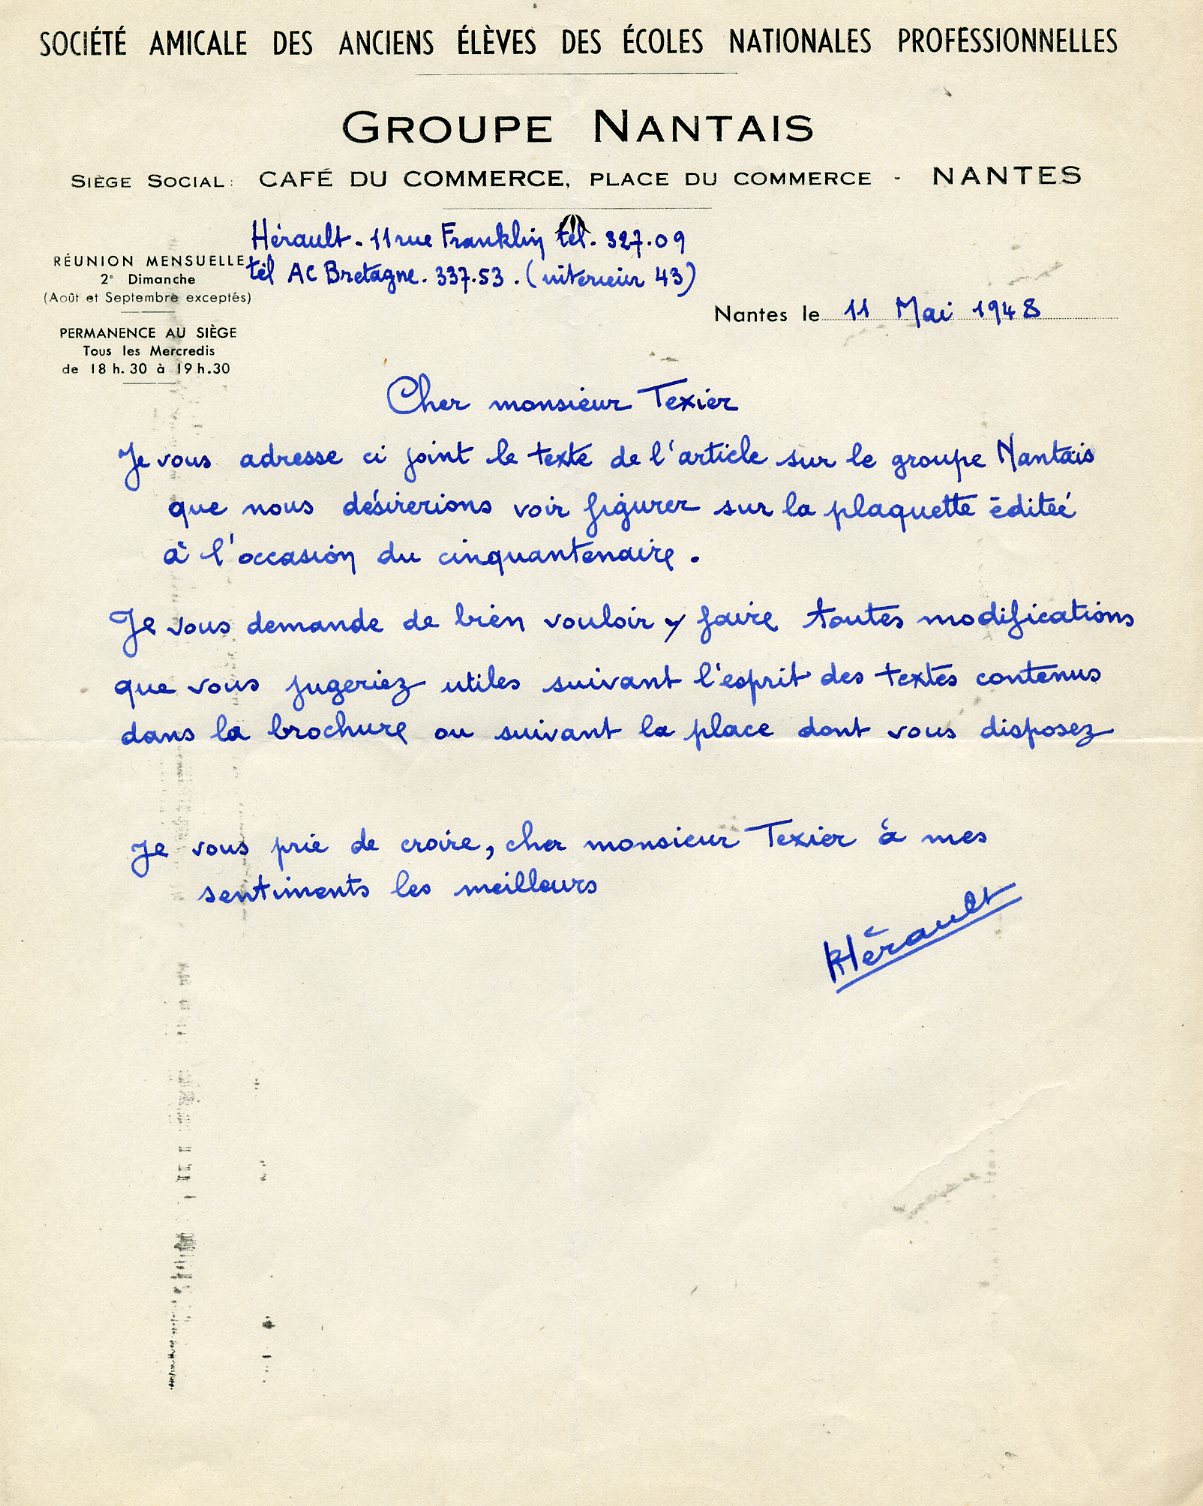 SOCIÉTÉ AMICALE DES ANCIENS ÉLÈVES DES ÉCOLES NATIONALES PROFESSIONNELLES
GROUPE NANTAIS
SIÈGE SOCIAL: CAFÉ DU COMMERCE, PLACE DU COMMERCE - NANTES
Hérault - 11 rue Franklin tél. 327.09
tél AC Bretagne. 337.53. (intérieur 43)
RÉUNION MENSUELLE
2e Dimanche
(Août et Septembre exceptés)
PERMANENCE AU SIÈGE
Tous les Mercredis
de 18 h. 30 à 19 h. 30
Nantes le 11 Mai 1948
Cher monsieur Texier
Je vous adresse ci joint le texte de l'article sur le groupe Nantais
que nous désirerions voir figurer sur la plaquette éditeé
à l'occasion du cinquantenaire.
Je vous demande de bien vouloir y faire toutes modifications
que vous jugeriez utiles suivant l'esprit des textes contenus
dans la brochure ou suivant la place dont vous disposez
Je vous prie de croire, cher monsieur Texier à mes
sentiments les meilleurs
RHérault